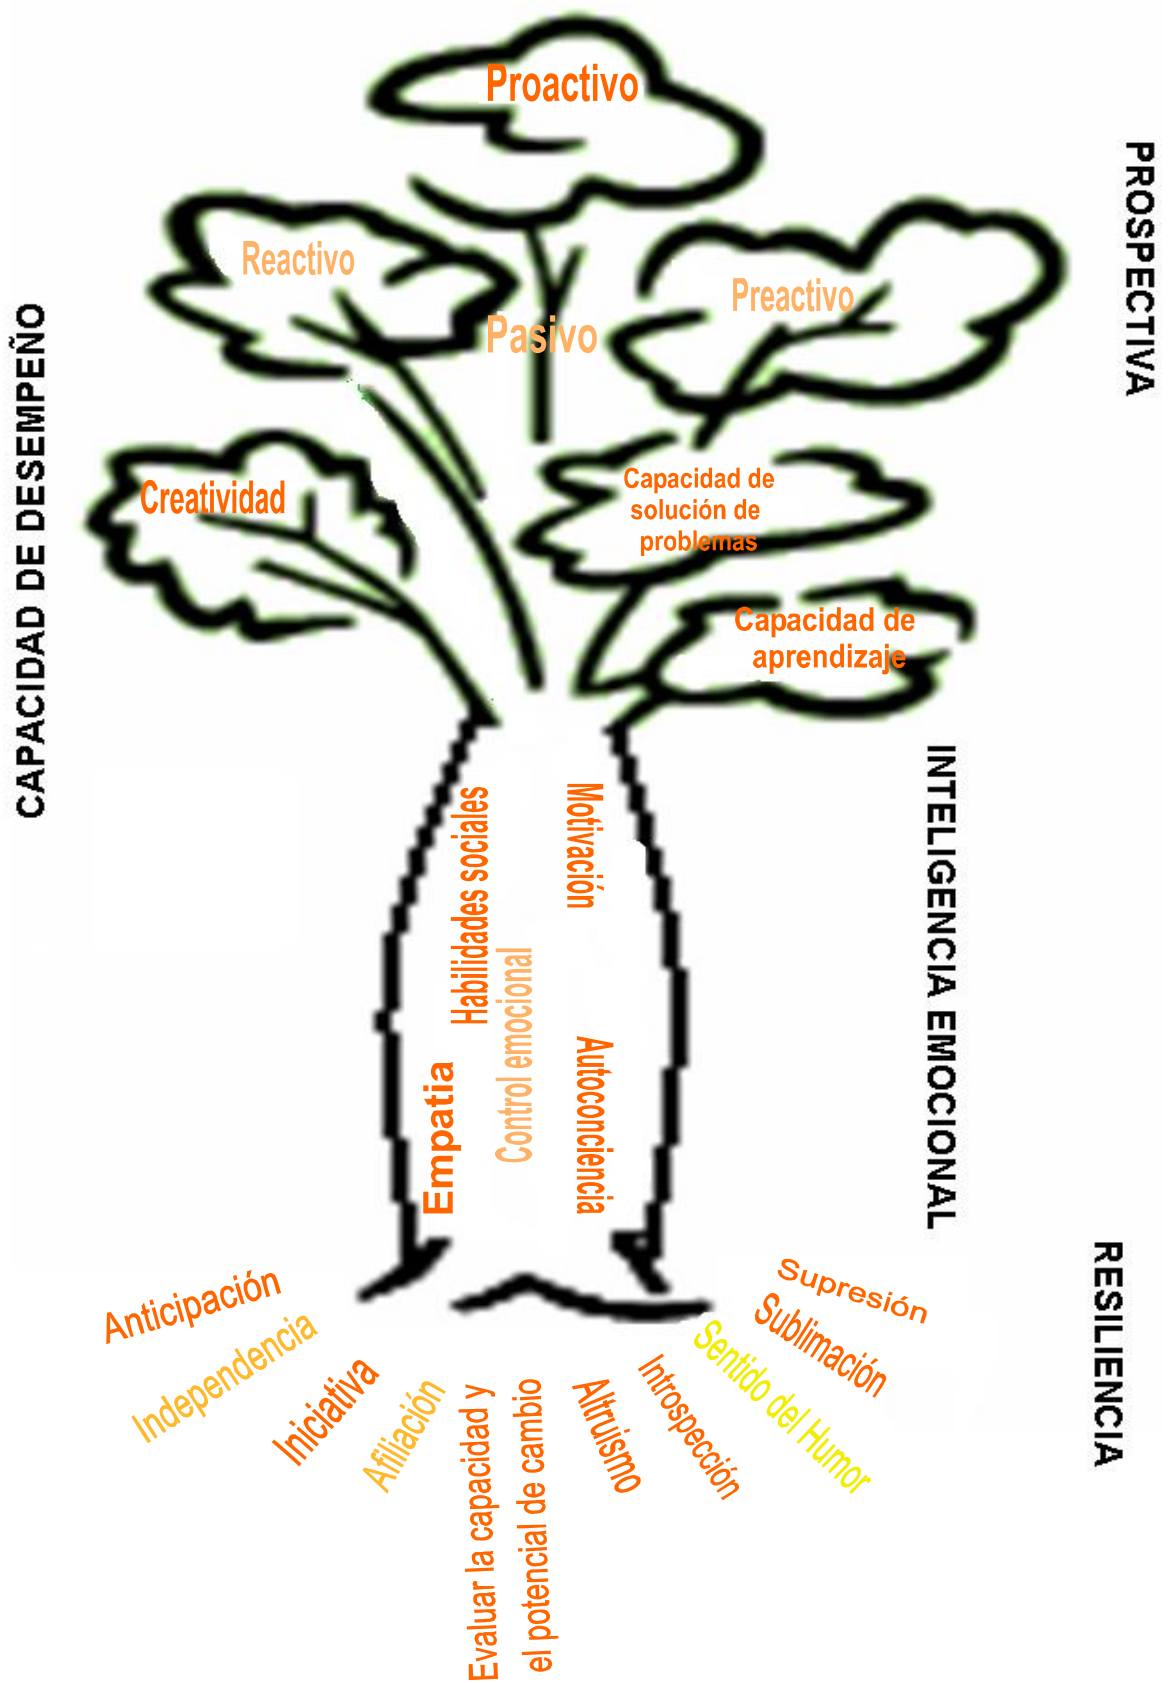 Proactivo
PROSPECTIVA
Reactivo
Preactivo
Pasivo
CAPACIDAD DE DESEMPEÑO
Creatividad
Capacidad de
solución de
problemas
Capacidad de
aprendizaje
INTELIGENCIA EMOCIONAL
Habilidades sociales
Motivación
Control emocional
Empatia
Autoconciencia
RESILIENCIA
Anticipación
Independencia
Iniciativa
Afiliación
Evaluar la capacidad y
el potencial de cambio
Altruismo
Introspección
Sentido del Humor
Sublimación
Supresión